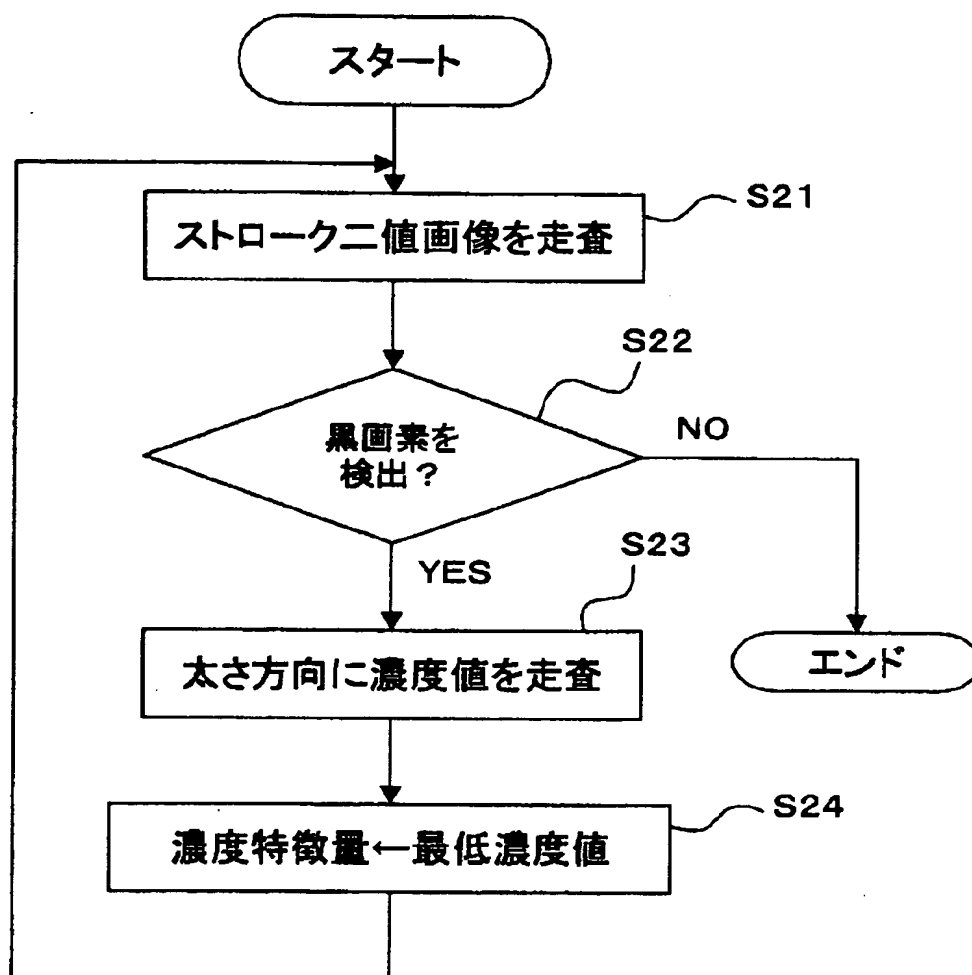 スタート
S21
ストローク二値画像を走査
S22
黒画素を
検出？
NO
YES
S23
太さ方向に濃度値を走査
エンド
S24
濃度特徴量←最低濃度値